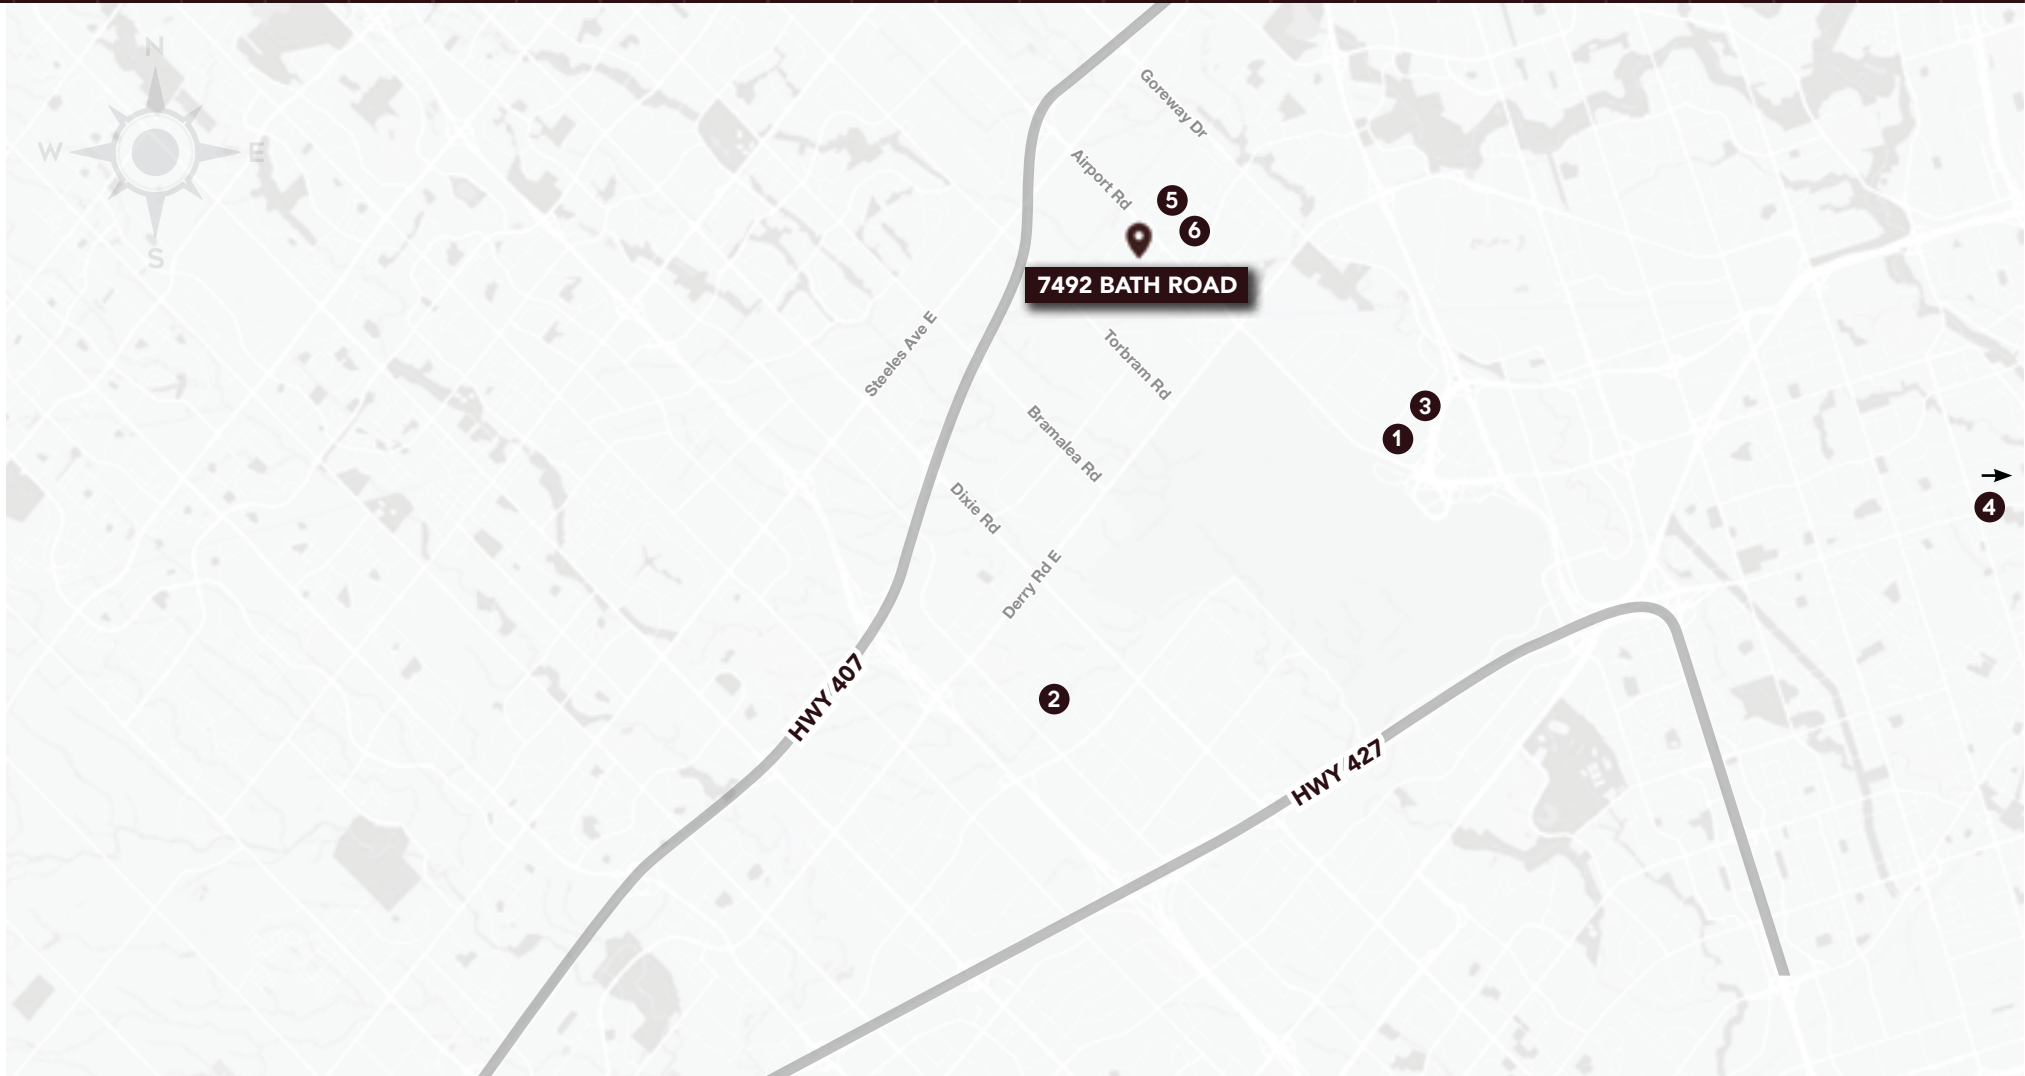 N
W
E
S
Goreway Dr
Airport Rd
5
6
7492 BATH ROAD
Steeles Ave E
Torbram Rd
3
Bramalea Rd
1
4
Dixie Rd
Derry Rd E
HWY 407
2
HWY 427